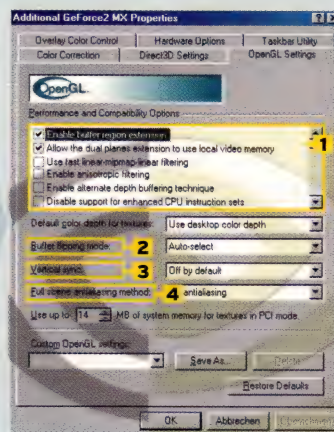 Additional GeForce2 MX Properties
Overlay Color Control
Hardware Options
Taskbar Utility
Color Correction
Direct3D Settings
OpenGL Settings
OpenGL
Performance and Compatibility Options
Enable buffer region extension
Allow the dual planes extension to use local video memory
Use fast linear-mipmap-linear filtering
Enable anisotropic filtering
Enable alternate depth buffering technique
Disable support for enhanced CPU instruction sets
1
Default color depth for textures: Use desktop color depth
Buffer flipping mode: 2 Auto-select
Vertical sync: 3 Off by default
Full scene antialiasing method: 4 antialiasing
Use up to 14 MB of system memory for textures in PCI mode.
Custom OpenGL settings:
Save As...
Delete
Restore Defaults
OK
Abbrechen